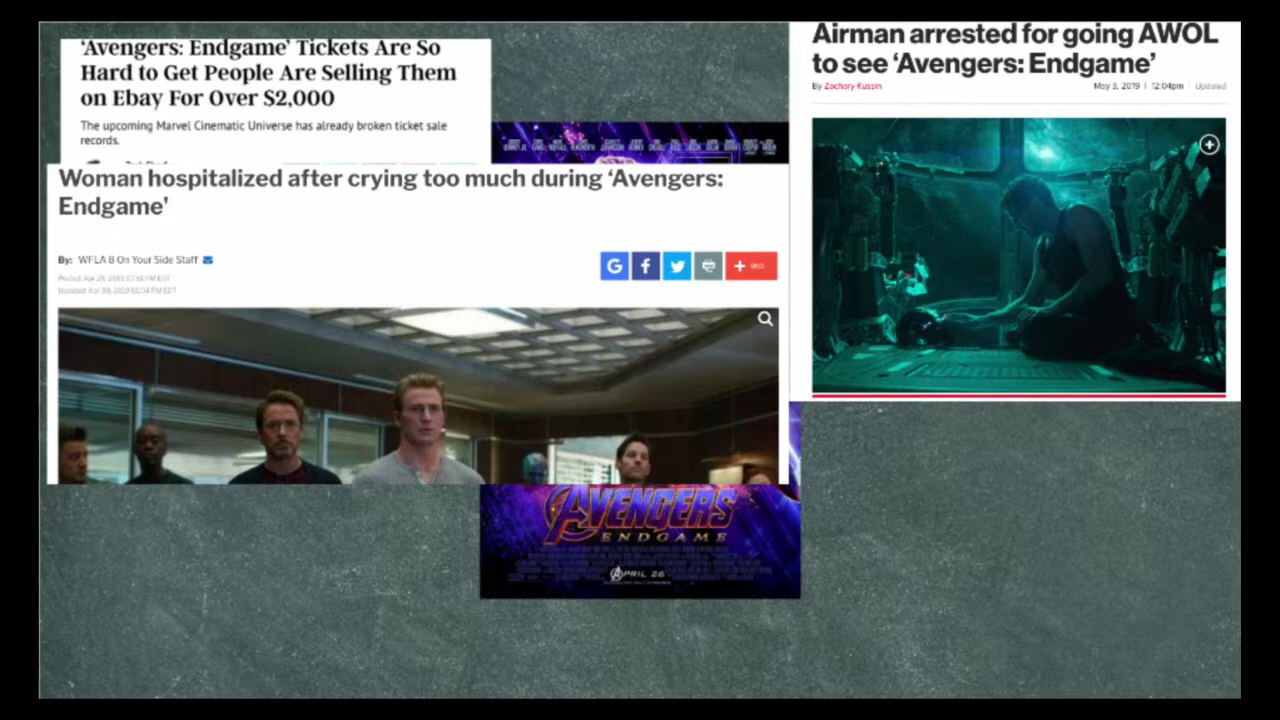 'Avengers: Endgame' Tickets Are So
Hard to Get People Are Selling Them
on Ebay For Over $2,000
The upcoming Marvel Cinematic Universe has already broken ticket sale
records.
Airman arrested for going AWOL
to see 'Avengers: Endgame'
By Zachary Kussin
May 3, 2019 | 12:04pm | Updated
Woman hospitalized after crying too much during 'Avengers:
Endgame'
By: WFLA 8 On Your Side Staff
AVENGERS
ENDGAME
APRIL 26